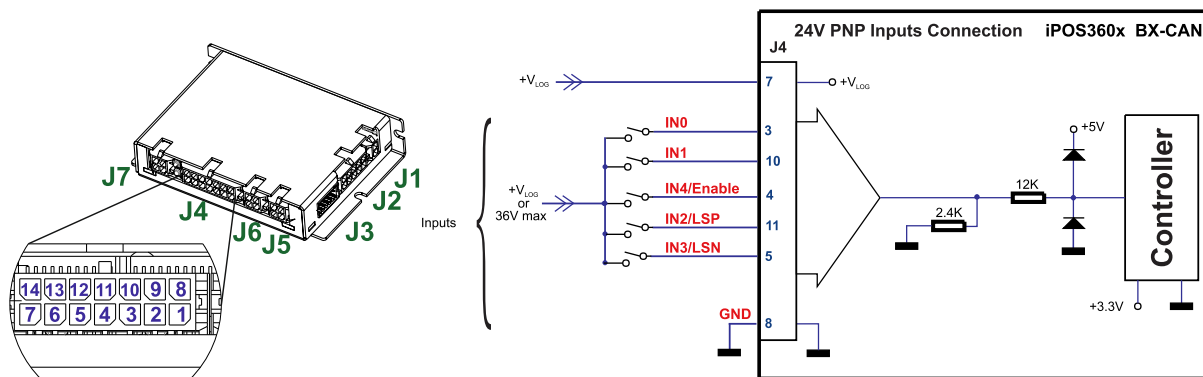 24V PNP Inputs Connection iPOS360x BX-CAN
J4
+VLOG
7
+VLOG
IN0
3
IN1
10
IN4/Enable
4
IN2/LSP
11
IN3/LSN
5
GND
8
Inputs
+VLOG
or
36V max
+5V
12K
2.4K
Controller
+3.3V
J7
J4
J6
J5
J3
J2
J1
14 13 12 11 10 9 8
7 6 5 4 3 2 1